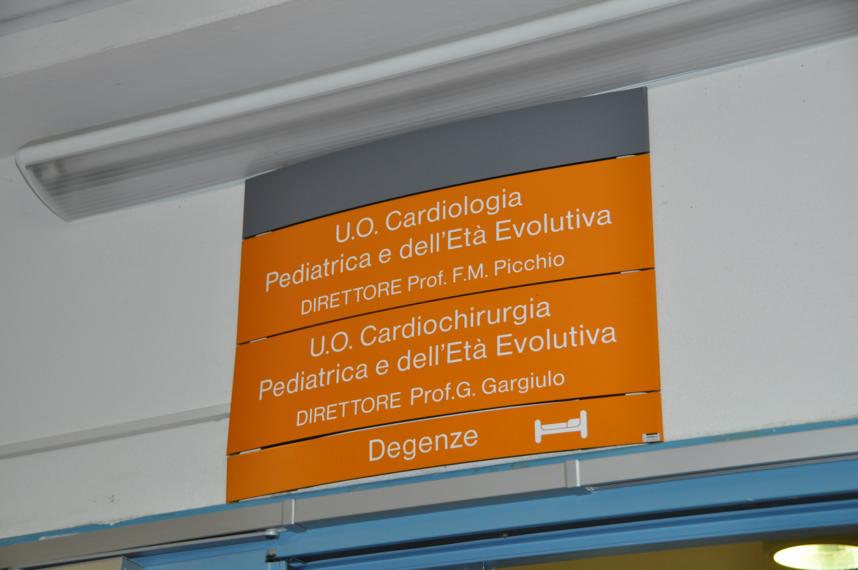 U.O. Cardiologia
Pediatrica e dell'Età Evolutiva
DIRETTORE Prof. F.M. Picchio
U.O. Cardiochirurgia
Pediatrica e dell'Età Evolutiva
DIRETTORE Prof.G. Gargiulo
Degenze